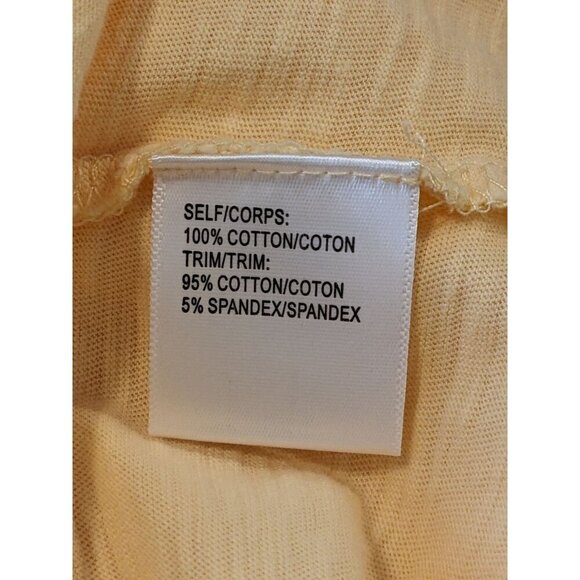 SELF/CORPS:
100% COTTON/COTON
TRIM/TRIM:
95% COTTON/COTON
5% SPANDEX/SPANDEX